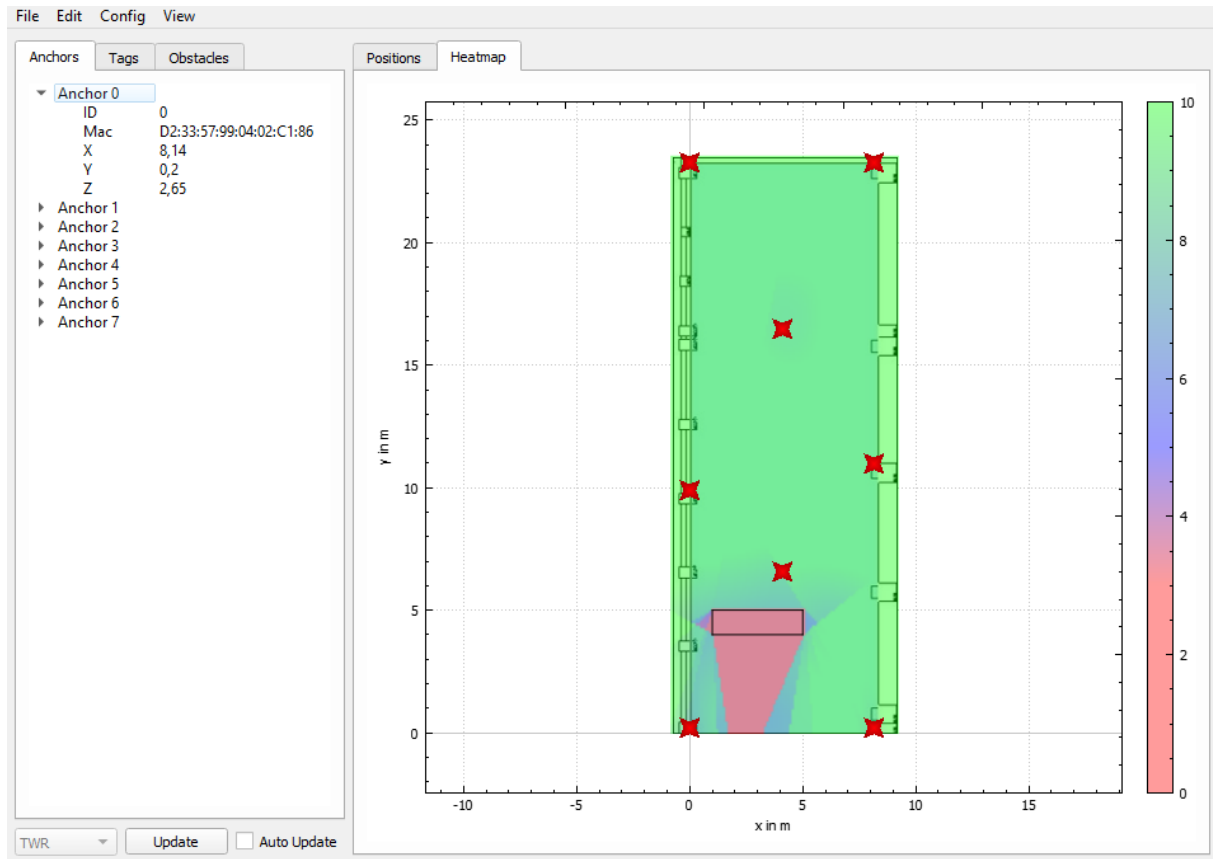 File Edit Config View
Anchors Tags Obstacles
Anchor 0
ID 0
Mac D2:33:57:99:04:02:C1:86
X 8,14
Y 0,2
Z 2,65
Anchor 1
Anchor 2
Anchor 3
Anchor 4
Anchor 5
Anchor 6
Anchor 7
TWR Update Auto Update
Positions Heatmap
25
20
15
10
5
0
y in m
-10 -5 0 5 10 15
x in m
10
8
6
4
2
0